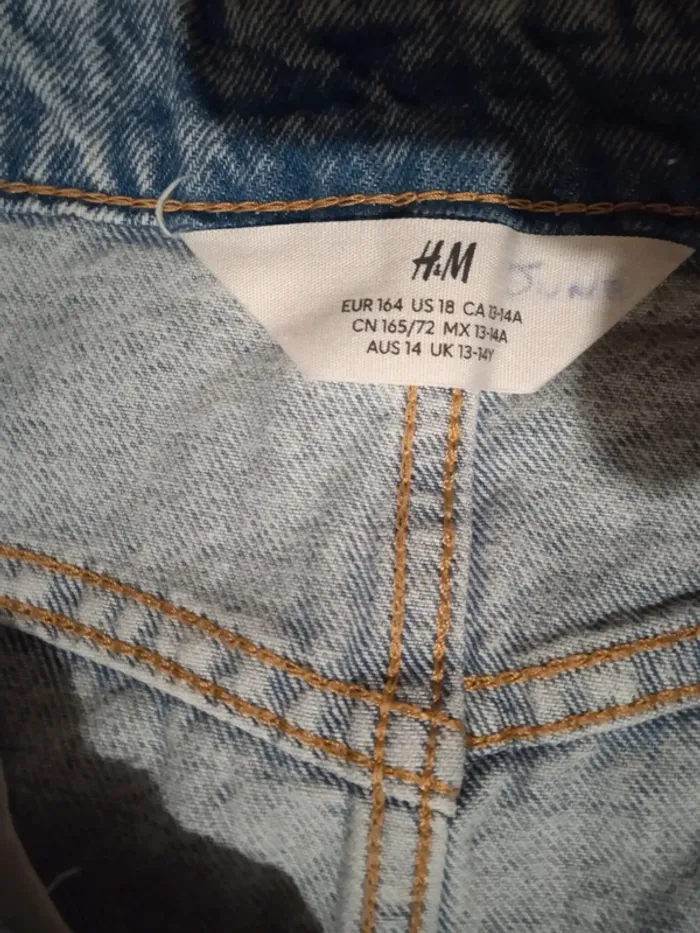 H&M
EUR 164 US 18 CA 13-14A
CN 165/72 MX 13-14A
AUS 14 UK 13-14Y